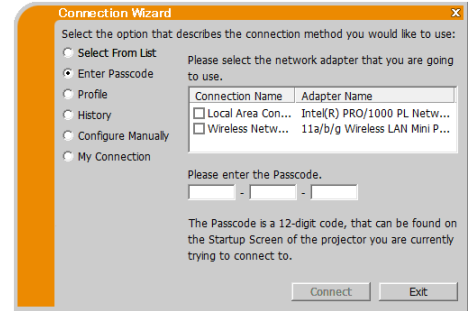 Connection Wizard
Select the option that describes the connection method you would like to use:
Select From List
Enter Passcode
Profile
History
Configure Manually
My Connection
Please select the network adapter that you are going
to use.
Connection Name Adapter Name
Local Area Con... Intel(R) PRO/1000 PL Netw...
Wireless Netw... 11a/b/g Wireless LAN Mini P...
Please enter the Passcode.
- -
The Passcode is a 12-digit code, that can be found on
the Startup Screen of the projector you are currently
trying to connect to.
Connect Exit